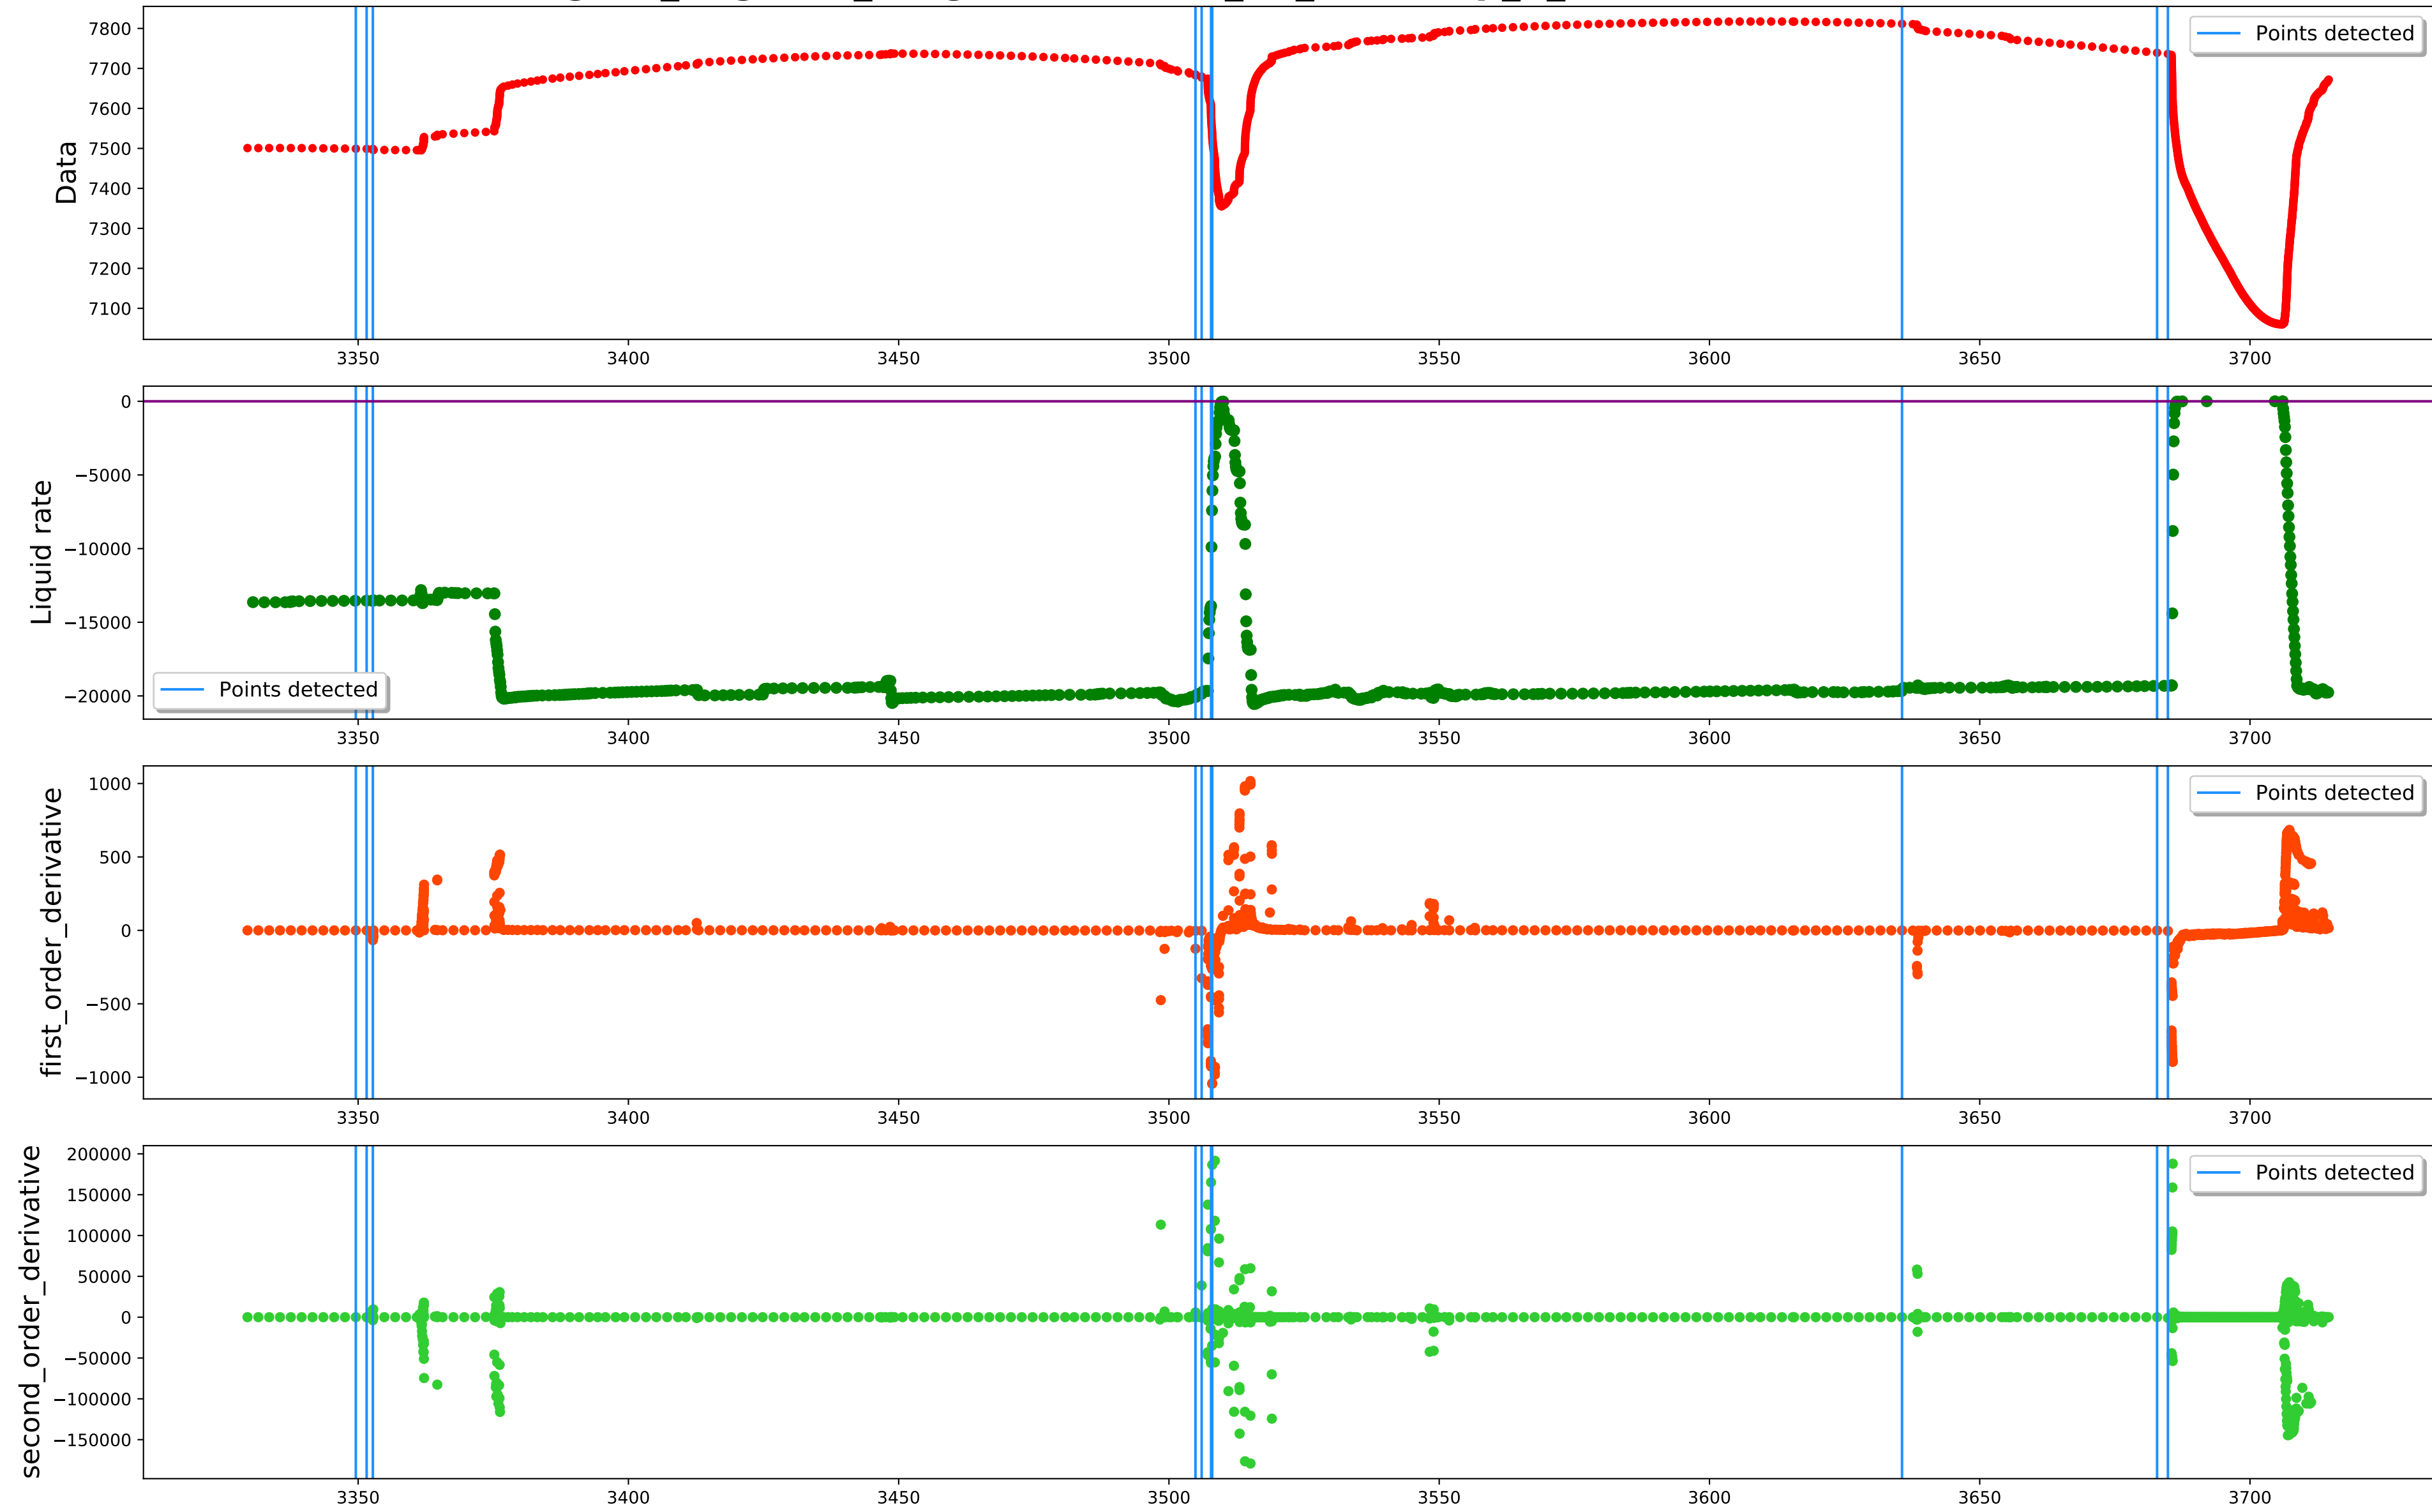 Data
7800
7700
7600
7500
7400
7300
7200
7100
Points detected
3350 3400 3450 3500 3550 3600 3650 3700
Liquid rate
0
−5000
−10000
−15000
−20000
Points detected
3350 3400 3450 3500 3550 3600 3650 3700
first_order_derivative
1000
500
0
−500
−1000
Points detected
3350 3400 3450 3500 3550 3600 3650 3700
second_order_derivative
200000
150000
100000
50000
0
−50000
−100000
−150000
Points detected
3350 3400 3450 3500 3550 3600 3650 3700